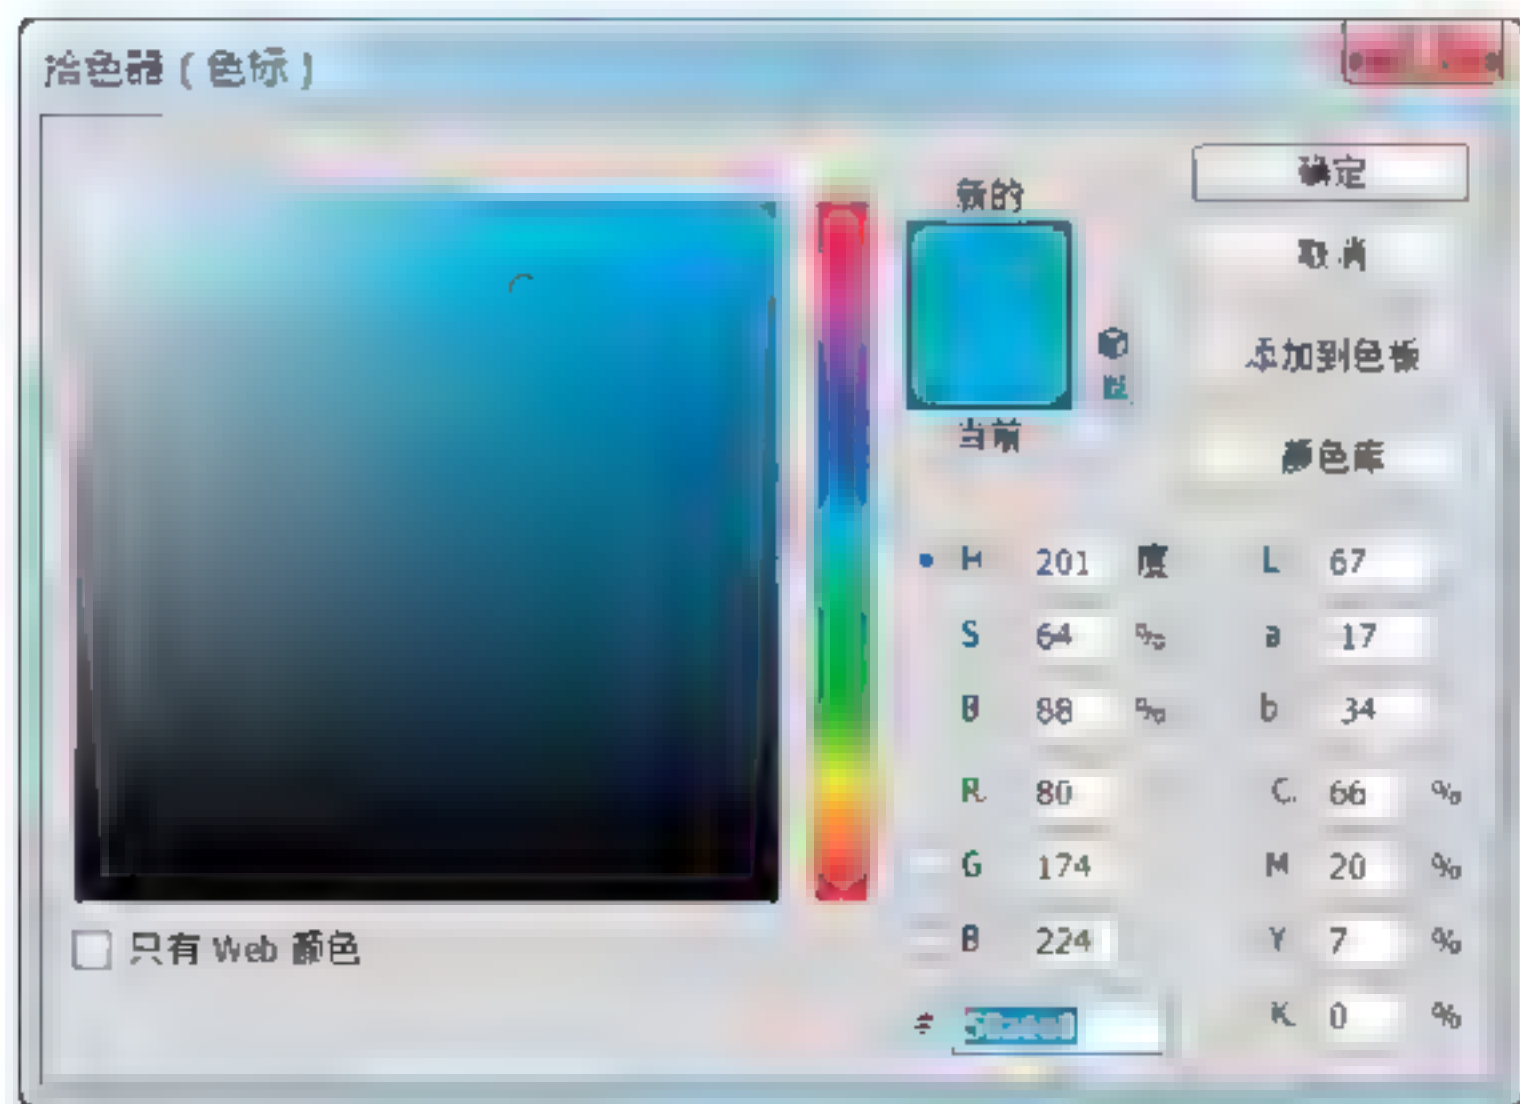 拾色器 ( 色标 )
新的
当前
确定
取消
添加到色板
颜色库
H 201 度
S 64 %
B 88 %
R 80
G 174
B 224
L 67
a 17
b 34
C 66 %
M 20 %
Y 7 %
K 0 %
只有 Web 颜色
#